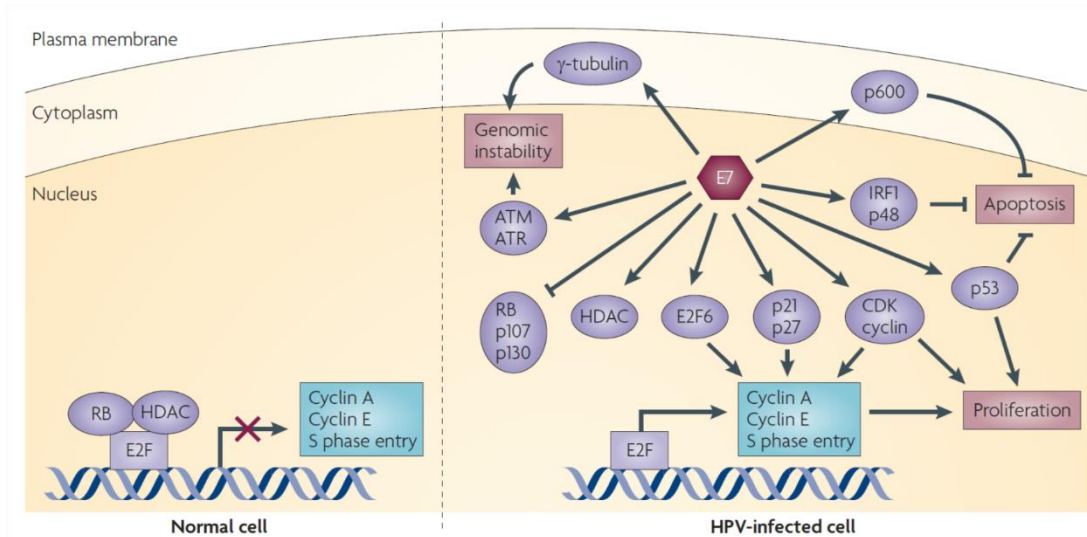 Plasma membrane
Cytoplasm
Nucleus
RB
HDAC
E2F
Cyclin A
Cyclin E
S phase entry
Normal cell
γ-tubulin
p600
Genomic
instability
E7
IRF1
p48
Apoptosis
ATM
ATR
p53
RB
p107
p130
HDAC
E2F6
p21
p27
CDK
cyclin
E2F
Cyclin A
Cyclin E
S phase entry
Proliferation
HPV-infected cell